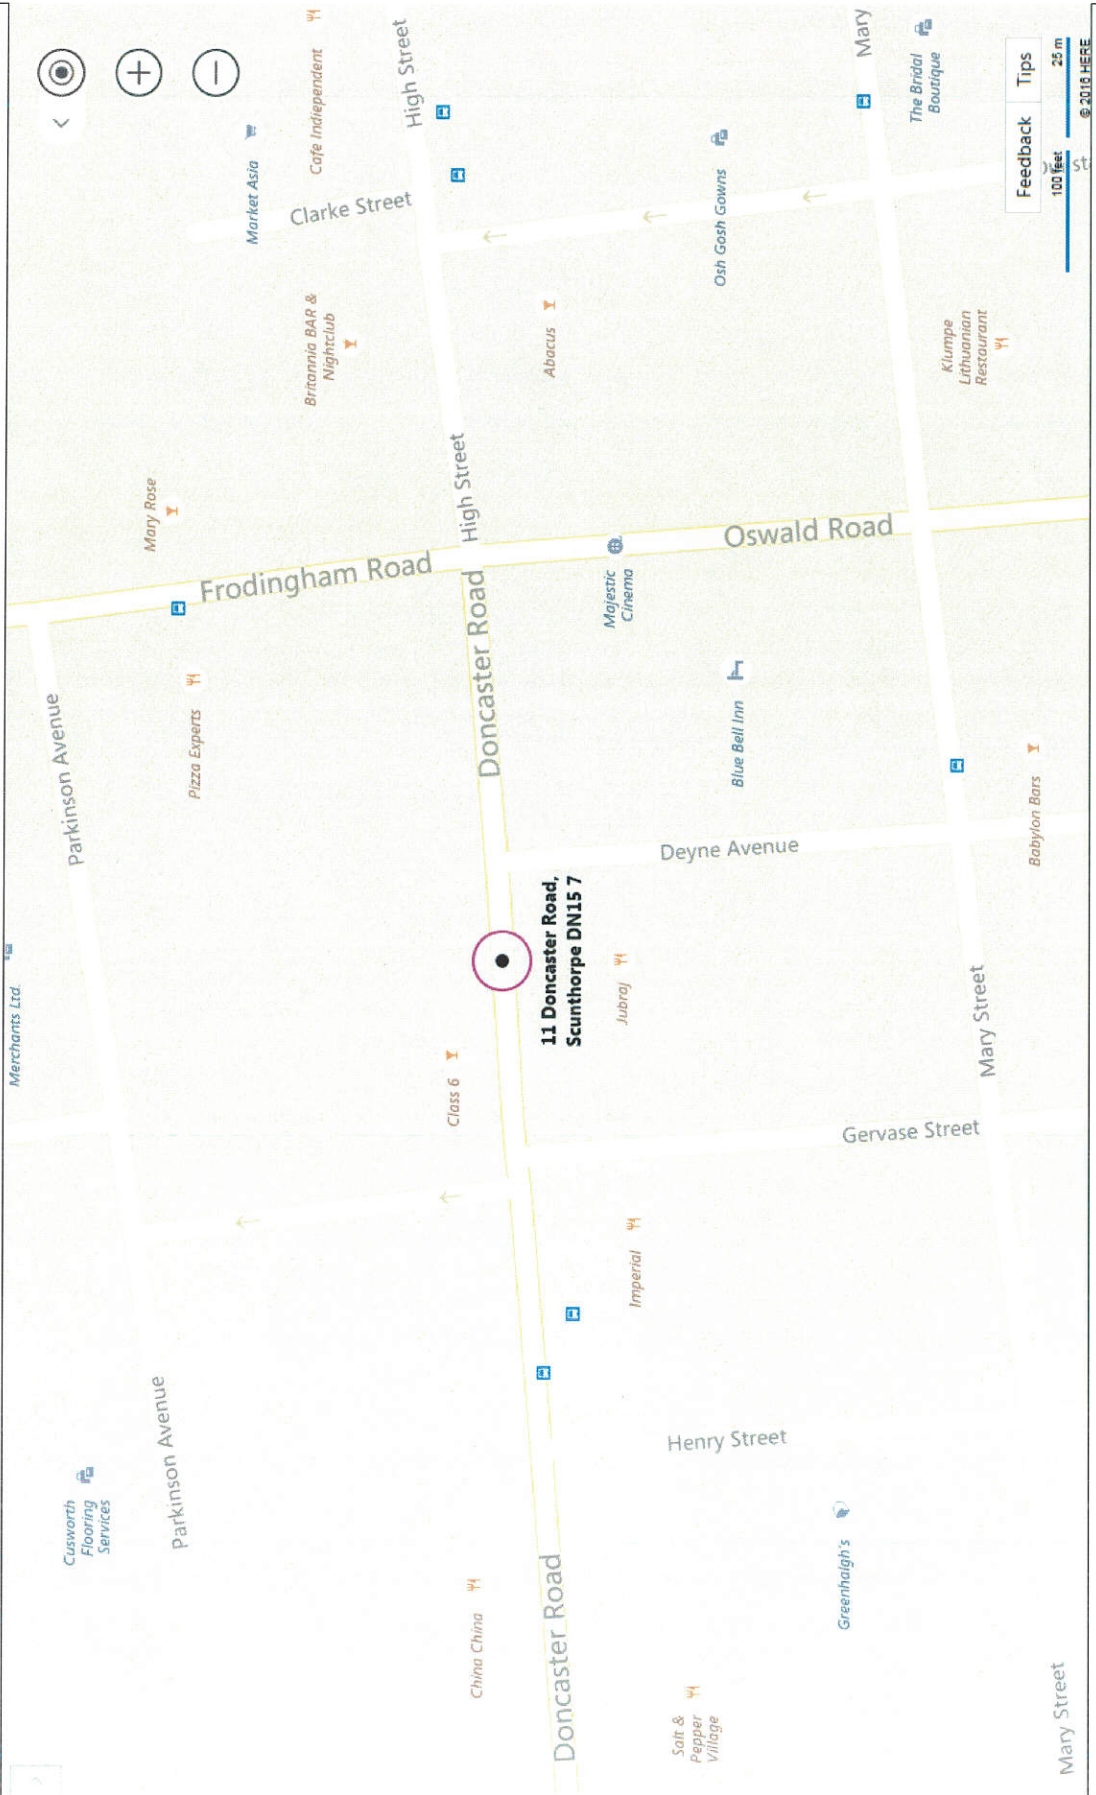 Merchants Ltd.
Cusworth
Flooring
Services
Parkinson Avenue
Parkinson Avenue
Mary Rose
Pizza Experts
Frodingham Road
Market Asia
Cafe Indiependent
Clarke Street
Britannia BAR &
Nightclub
High Street
High Street
Doncaster Road
Class 6
China China
Doncaster Road
11 Doncaster Road,
Scunthorpe DN15 7
Abacus
Majestic
Cinema
Jubraj
Imperial
Salt &
Pepper
Village
Henry Street
Deyne Avenue
Blue Bell Inn
Oswald Road
Osh Gosh Gowns
Greenhalgh's
Gervase Street
Mary
The Bridal
Boutique
Klumpe
Lithuanian
Restaurant
Mary Street
Babylon Bars
Mary Street
Feedback
Tips
100 feet
25 m
© 2016 HERE